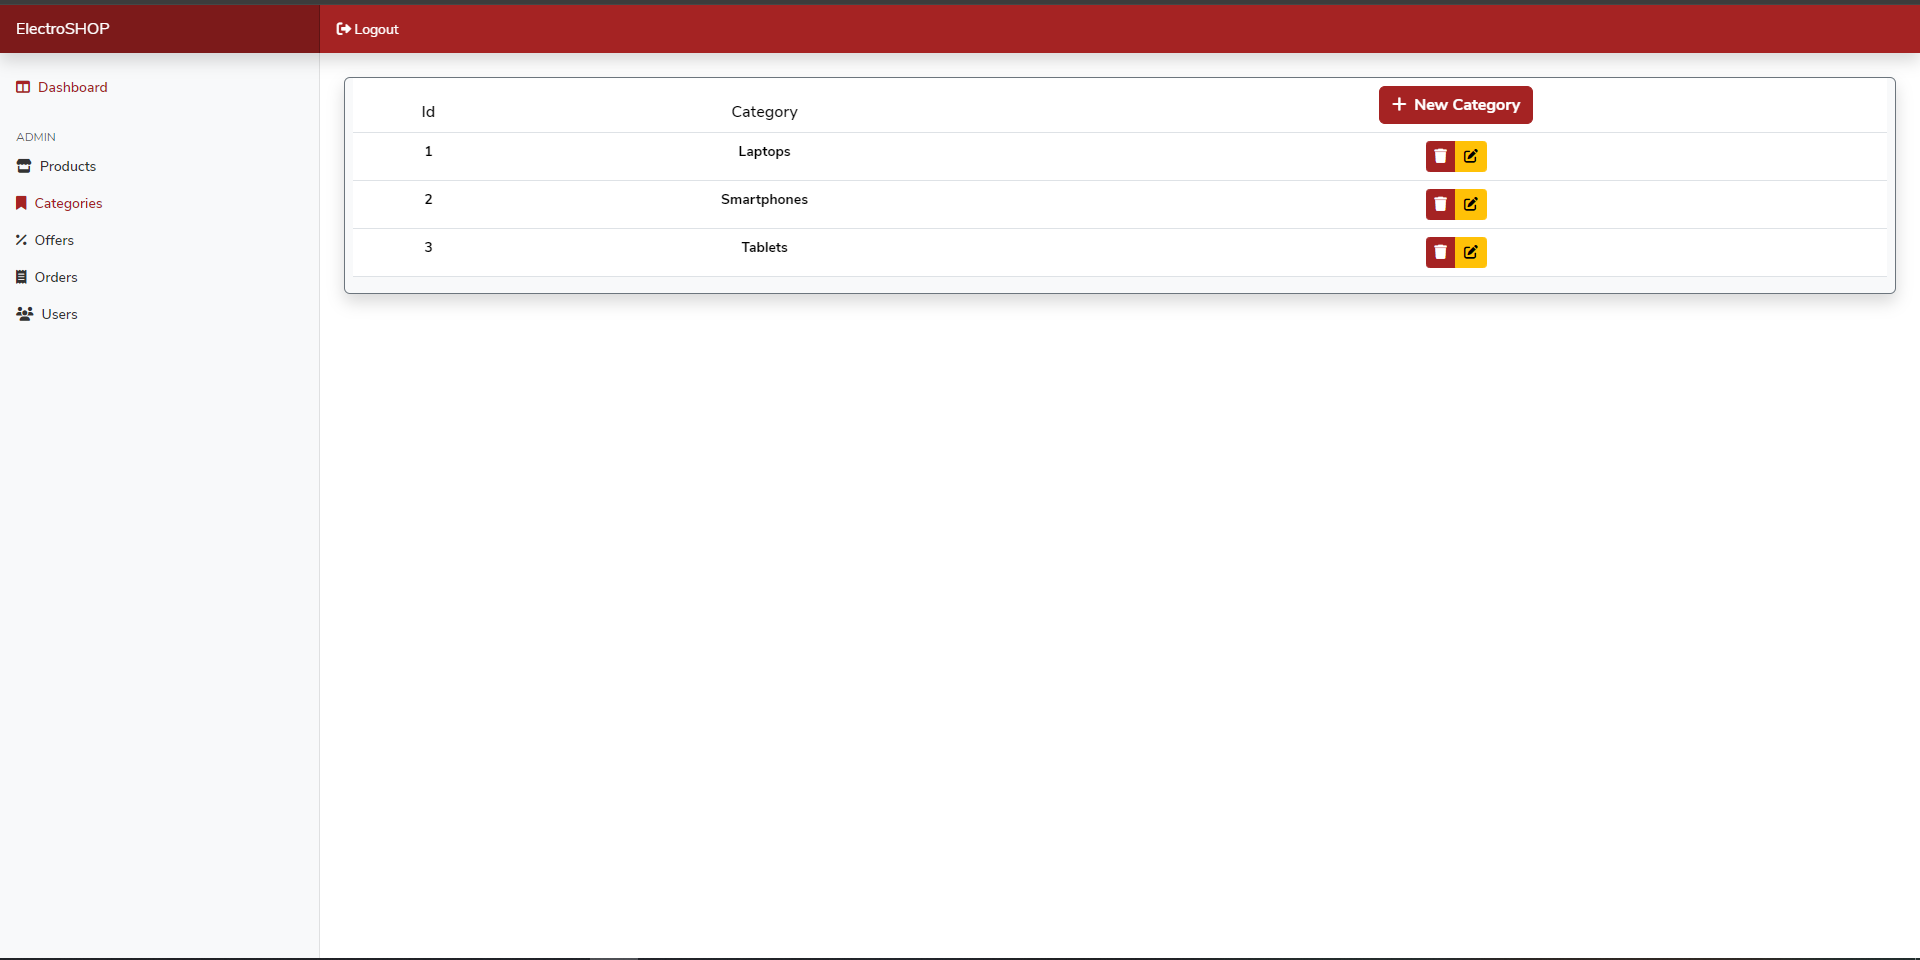 ElectroSHOP
Logout
Dashboard
ADMIN
Products
Categories
Offers
Orders
Users
Id Category New Category
1 Laptops
2 Smartphones
3 Tablets